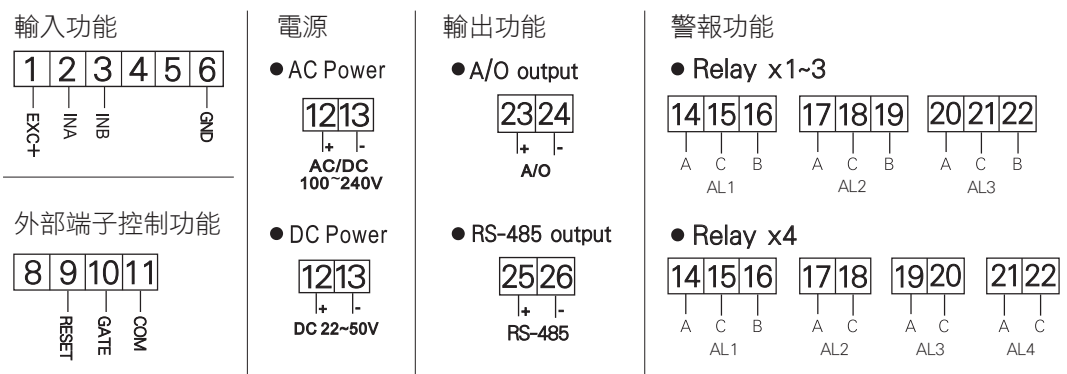 輸入功能
1 2 3 4 5 6
EXC+ INA INB GND
外部端子控制功能
8 9 10 11
RESET GATE COM
電源
● AC Power
12 13
+ -
AC/DC
100~240V
● DC Power
12 13
+ -
DC 22~50V
輸出功能
● A/O output
23 24
+ -
A/O
● RS-485 output
25 26
+ -
RS-485
警報功能
● Relay x1~3
14 15 16 17 18 19 20 21 22
A C B A C B A C B
AL1 AL2 AL3
● Relay x4
14 15 16 17 18 19 20 21 22
A C B A C A C A C
AL1 AL2 AL3 AL4